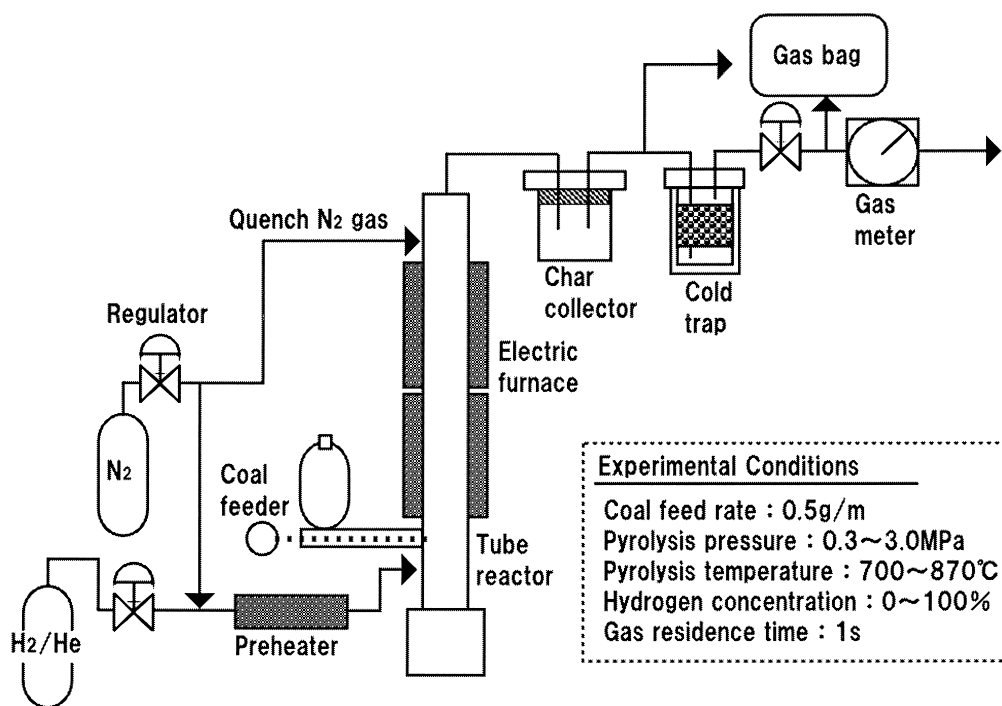 Gas bag
Quench N2 gas
Gas
meter
Char
collector
Cold
trap
Regulator
Electric
furnace
N2
Coal
feeder
Tube
reactor
H2/He
Preheater
Experimental Conditions
Coal feed rate : 0.5g/m
Pyrolysis pressure : 0.3～3.0MPa
Pyrolysis temperature : 700～870℃
Hydrogen concentration : 0～100%
Gas residence time : 1s